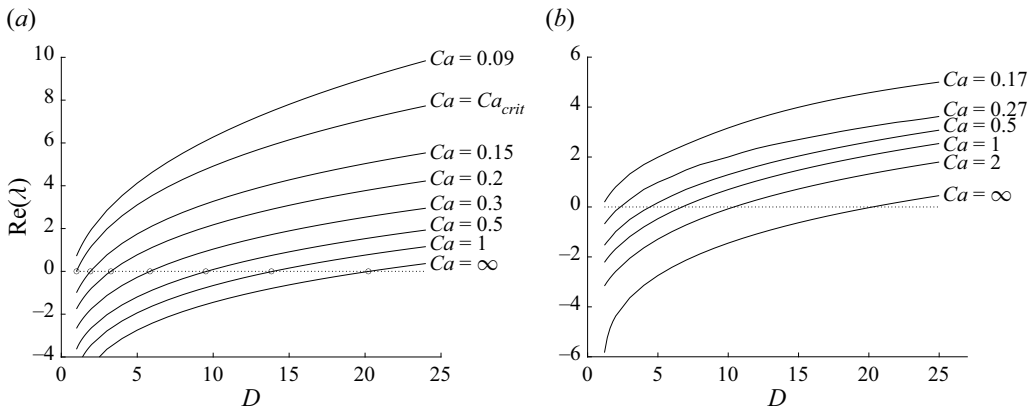 (a)
10
8
6
4
2
0
−2
−4
Re(λ)
0 5 10 15 20 25
D
Ca = 0.09
Ca = Ca_crit
Ca = 0.15
Ca = 0.2
Ca = 0.3
Ca = 0.5
Ca = 1
Ca = ∞
(b)
6
4
2
0
−2
−4
−6
0 5 10 15 20 25
D
Ca = 0.17
Ca = 0.27
Ca = 0.5
Ca = 1
Ca = 2
Ca = ∞